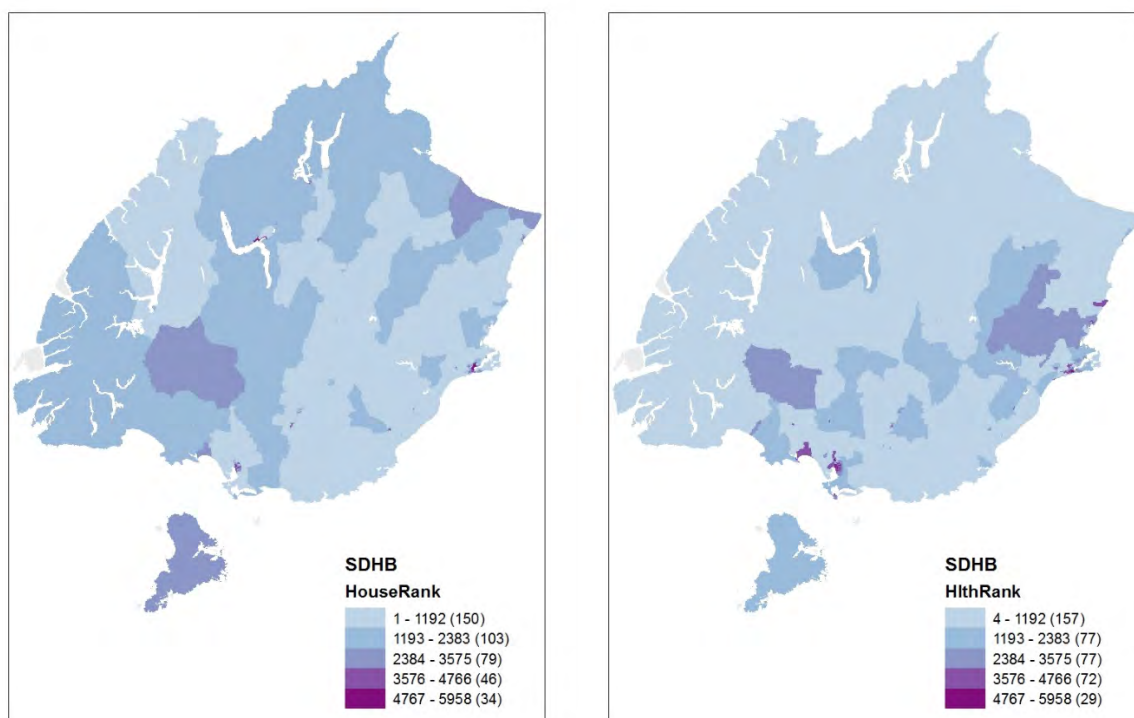 SDHB
HouseRank
1 - 1192 (150)
1193 - 2383 (103)
2384 - 3575 (79)
3576 - 4766 (46)
4767 - 5958 (34)
SDHB
HlthRank
4 - 1192 (157)
1193 - 2383 (77)
2384 - 3575 (77)
3576 - 4766 (72)
4767 - 5958 (29)